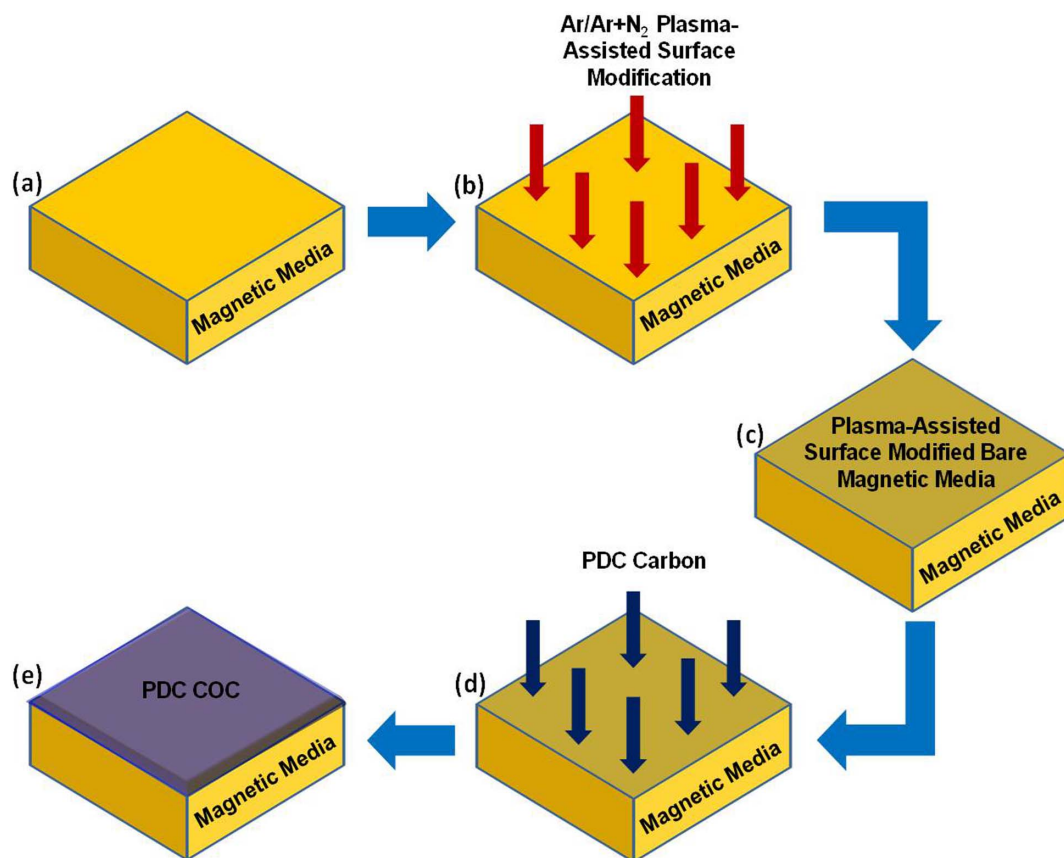 Ar/Ar+N₂ Plasma-
Assisted Surface
Modification
(a)
Magnetic Media
(b)
Magnetic Media
(c)
Plasma-Assisted
Surface Modified Bare
Magnetic Media
Magnetic Media
PDC Carbon
(d)
Magnetic Media
(e)
PDC COC
Magnetic Media